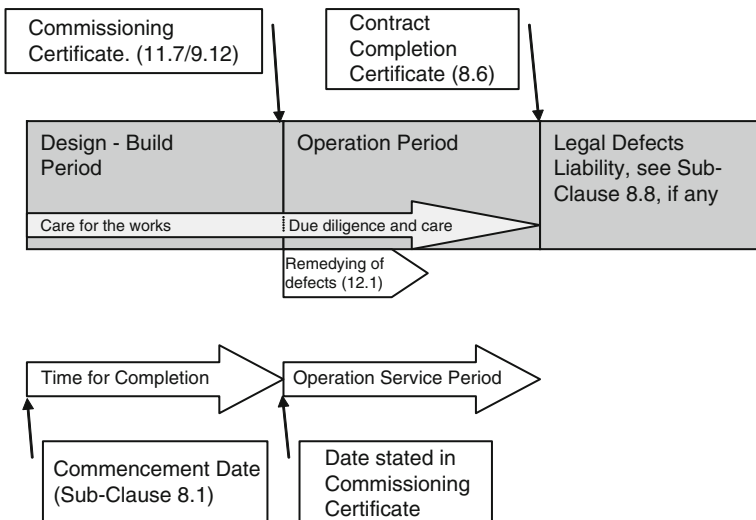 Commissioning
Certificate. (11.7/9.12)
Contract
Completion
Certificate (8.6)
Design - Build
Period
Operation Period
Legal Defects
Liability, see Sub-
Clause 8.8, if any
Care for the works
Due diligence and care
Remedying of
defects (12.1)
Time for Completion
Operation Service Period
Commencement Date
(Sub-Clause 8.1)
Date stated in
Commissioning
Certificate